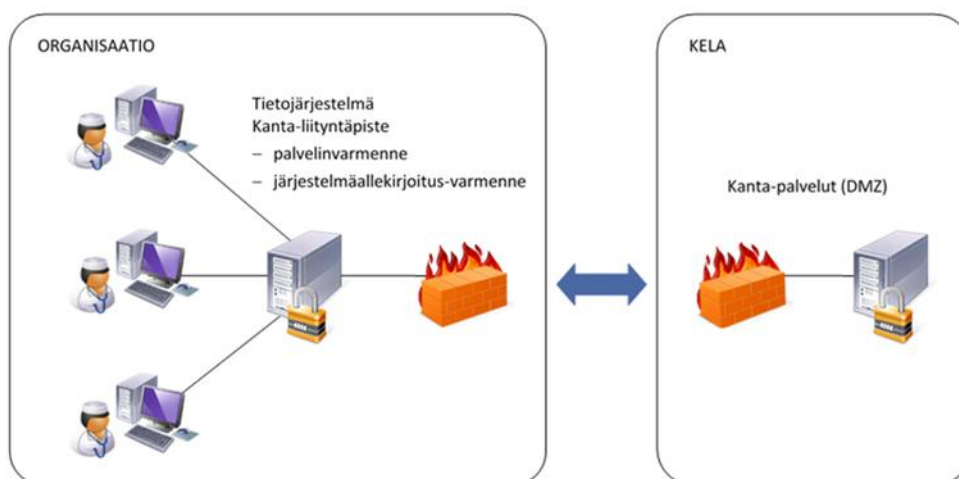 ORGANISAATIO
Tietojärjestelmä
Kanta-liityntäpiste
– palvelinvarmenne
– järjestelmäallekirjoitus-varmenne
KELA
Kanta-palvelut (DMZ)